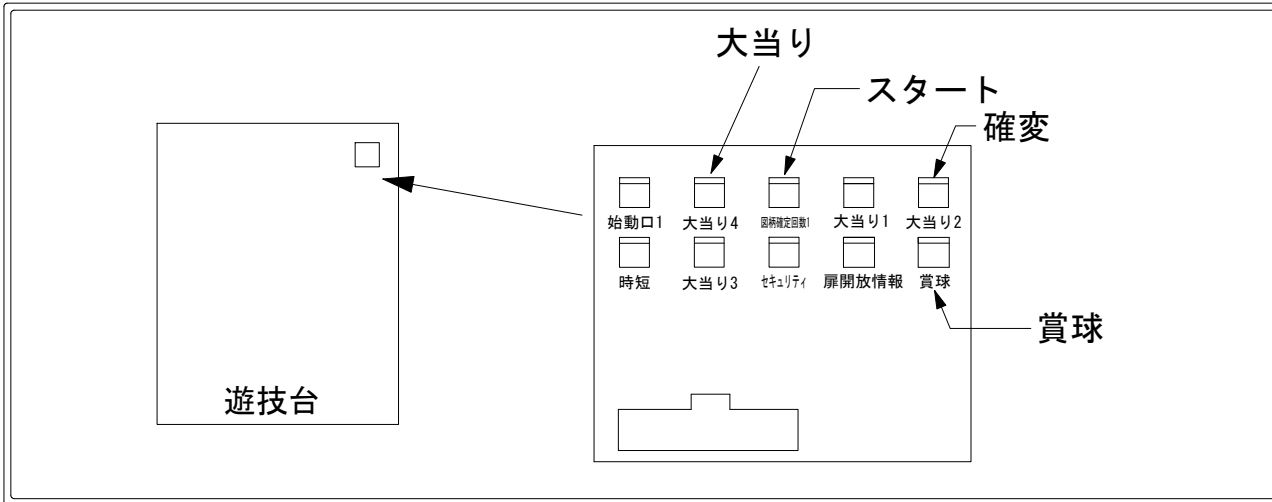 大当り
スタート
確変
始動口1 大当り4 図柄確定回数1 大当り1 大当り2
時短 大当り3 セキュリティ 扉開放情報 賞球
賞球
遊技台